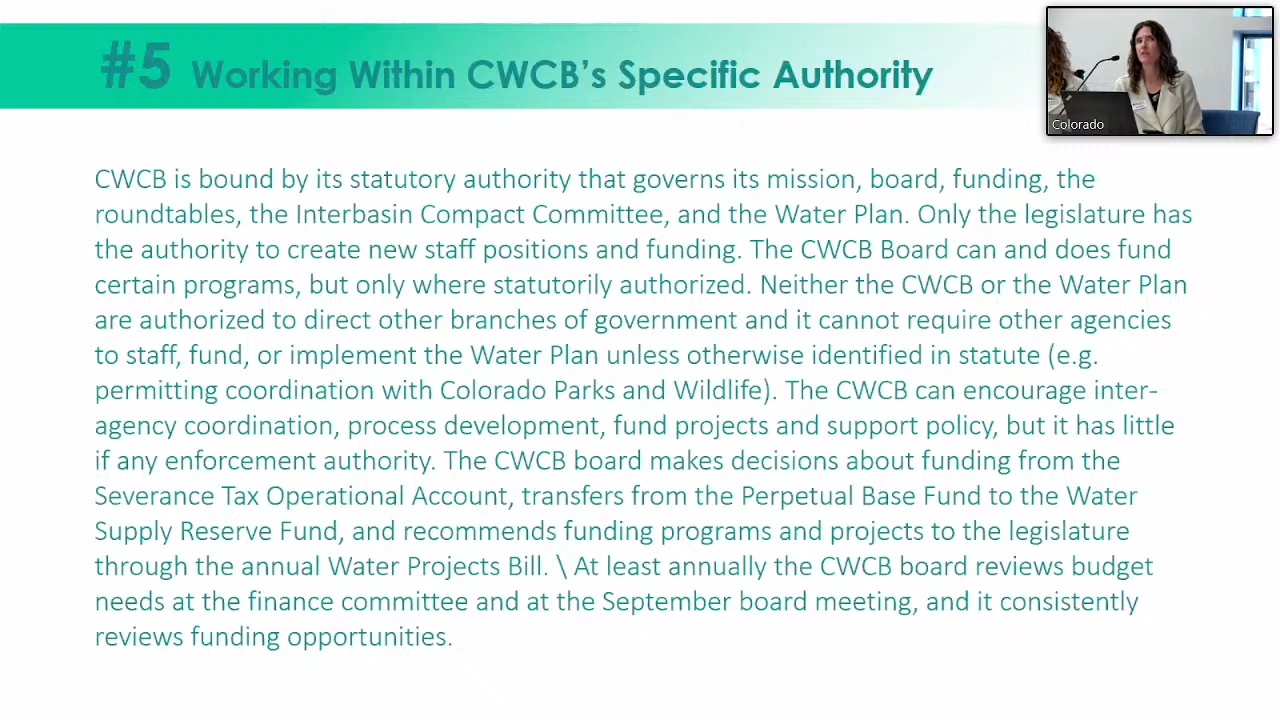 #5 Working Within CWCB's Specific Authority
Colorado
CWCB is bound by its statutory authority that governs its mission, board, funding, the
roundtables, the Interbasin Compact Committee, and the Water Plan. Only the legislature has
the authority to create new staff positions and funding. The CWCB Board can and does fund
certain programs, but only where statutorily authorized. Neither the CWCB or the Water Plan
are authorized to direct other branches of government and it cannot require other agencies
to staff, fund, or implement the Water Plan unless otherwise identified in statute (e.g.
permitting coordination with Colorado Parks and Wildlife). The CWCB can encourage inter-
agency coordination, process development, fund projects and support policy, but it has little
if any enforcement authority. The CWCB board makes decisions about funding from the
Severance Tax Operational Account, transfers from the Perpetual Base Fund to the Water
Supply Reserve Fund, and recommends funding programs and projects to the legislature
through the annual Water Projects Bill. \ At least annually the CWCB board reviews budget
needs at the finance committee and at the September board meeting, and it consistently
reviews funding opportunities.